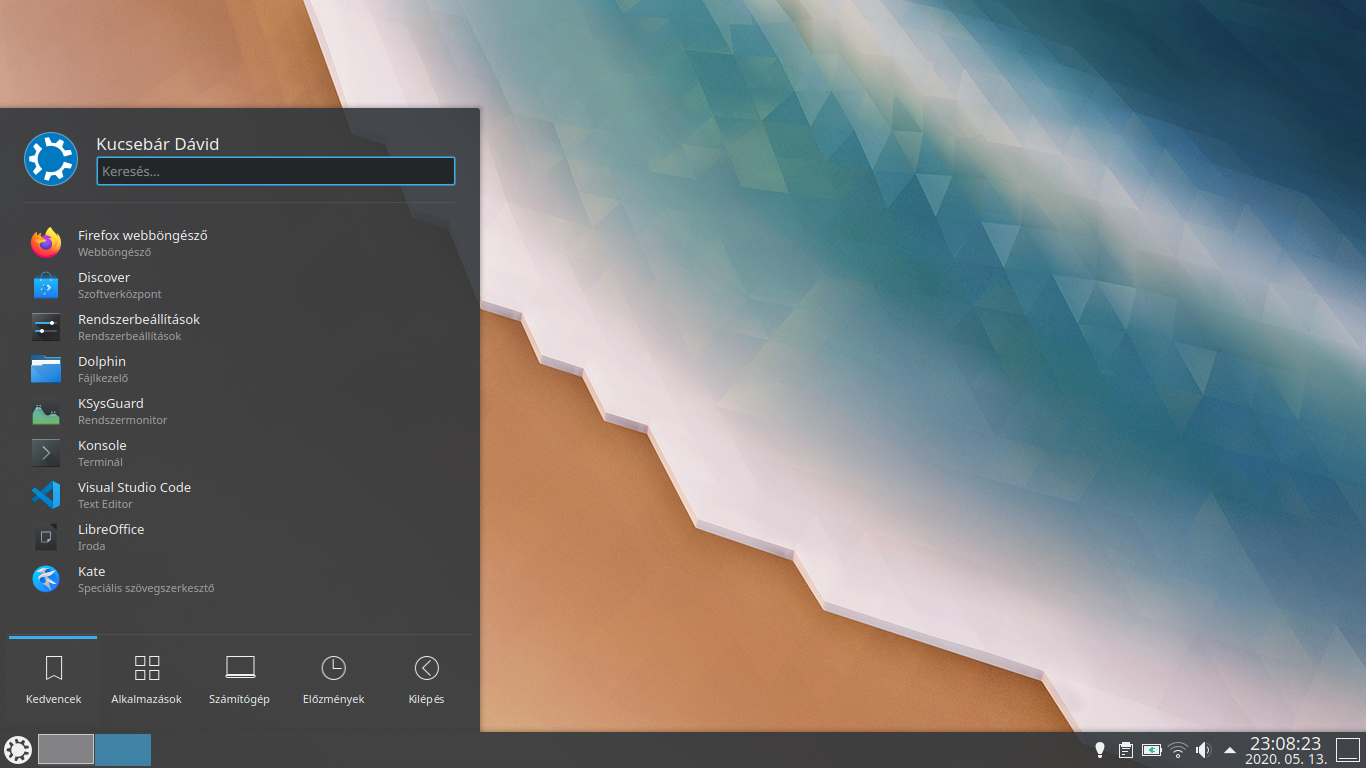 Kucsebár Dávid
Keresés...
Firefox webböngésző
Webböngésző
Discover
Szoftverközpont
Rendszerbeállítások
Rendszerbeállítások
Dolphin
Fájlkezelő
KSysGuard
Rendszermonitor
Konsole
Terminál
Visual Studio Code
Text Editor
LibreOffice
Iroda
Kate
Speciális szövegszerkesztő
Kedvencek Alkalmazások Számítógép Előzmények Kilépés
23:08:23
2020. 05. 13.